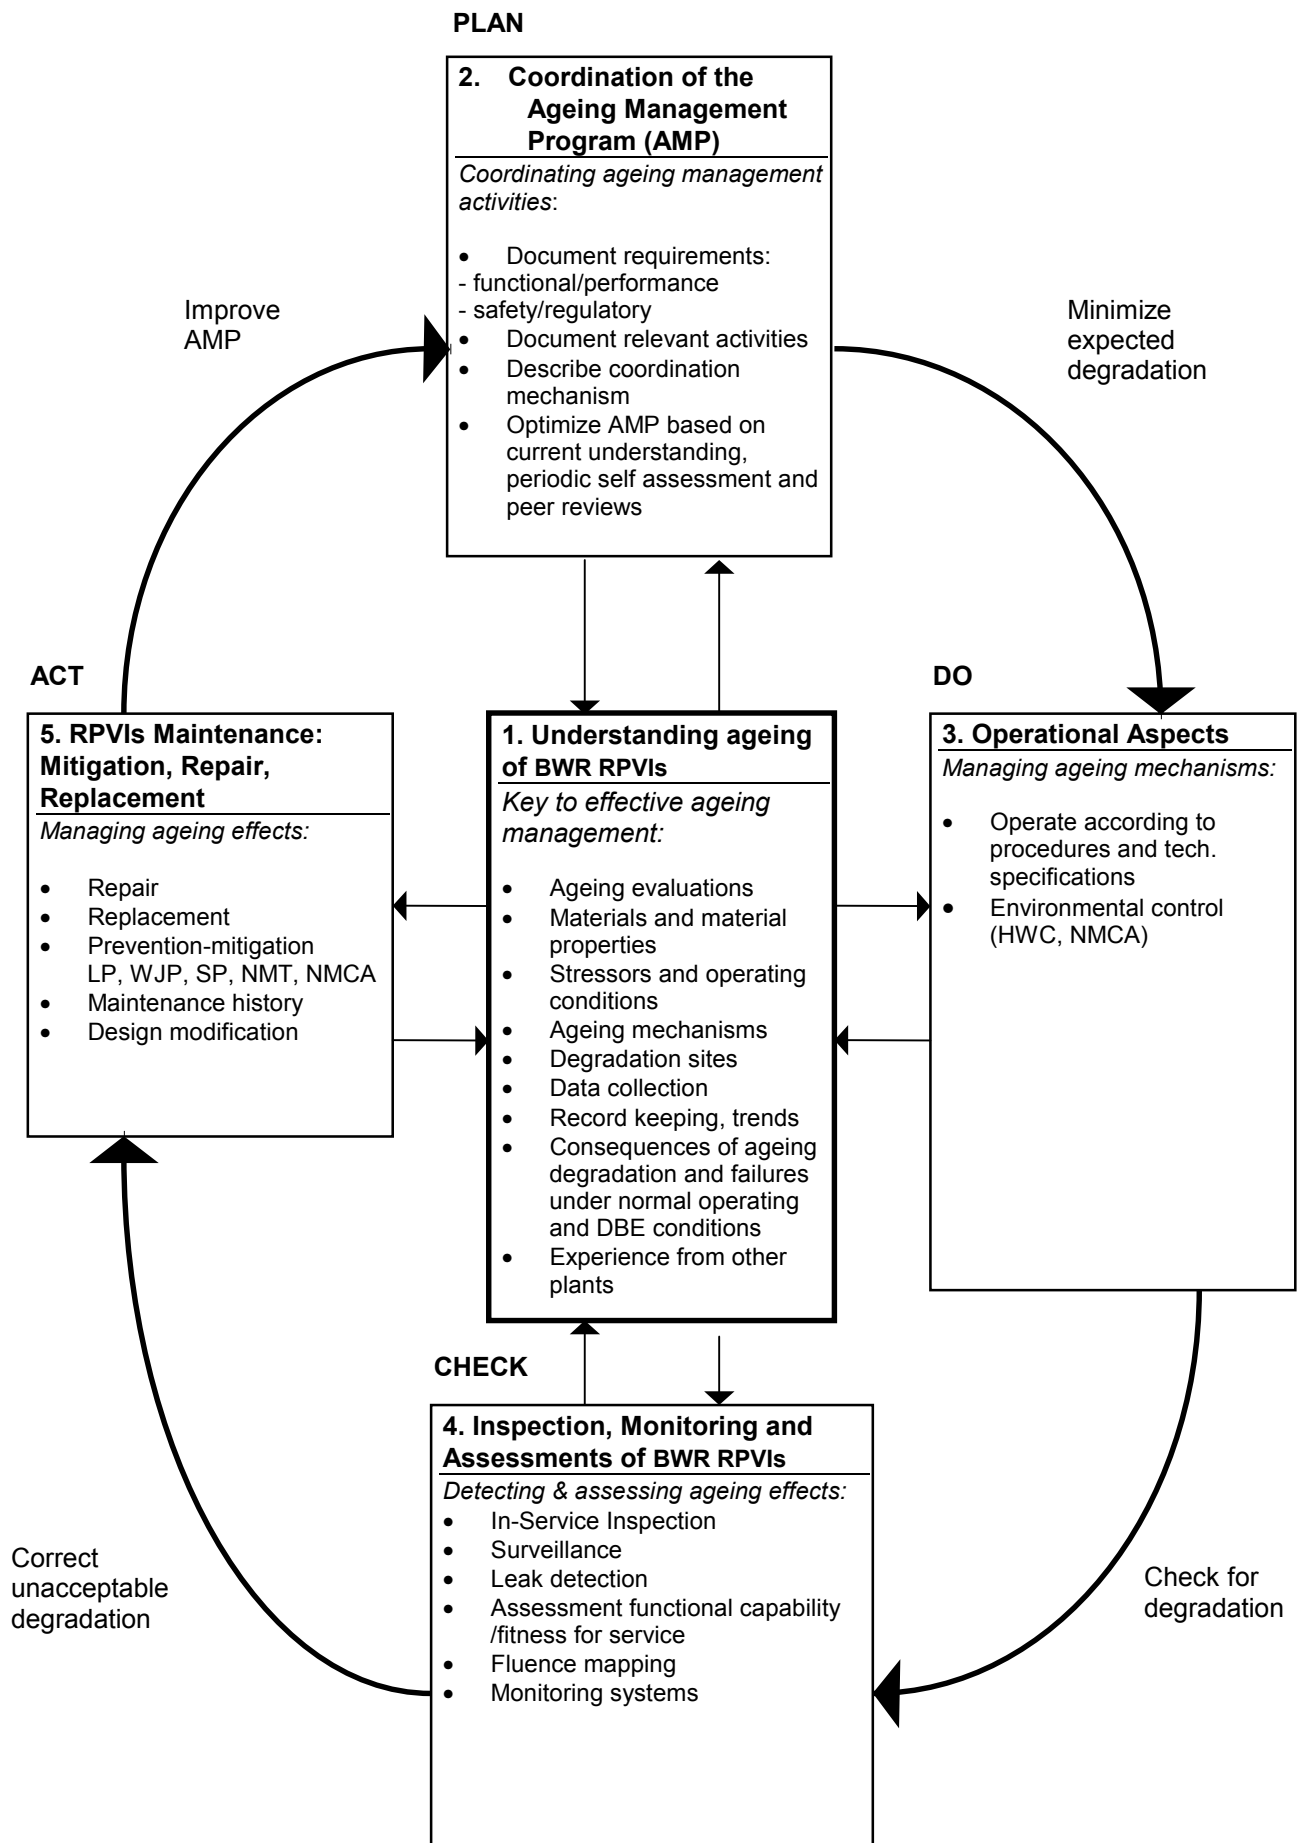 PLAN
2. Coordination of the
Ageing Management
Program (AMP)
Coordinating ageing management
activities:
• Document requirements:
- functional/performance
- safety/regulatory
• Document relevant activities
• Describe coordination
mechanism
• Optimize AMP based on
current understanding,
periodic self assessment and
peer reviews
Improve
AMP
Minimize
expected
degradation
ACT
5. RPVIs Maintenance:
Mitigation, Repair,
Replacement
Managing ageing effects:
• Repair
• Replacement
• Prevention-mitigation
LP, WJP, SP, NMT, NMCA
• Maintenance history
• Design modification
1. Understanding ageing
of BWR RPVIs
Key to effective ageing
management:
• Ageing evaluations
• Materials and material
properties
• Stressors and operating
conditions
• Ageing mechanisms
• Degradation sites
• Data collection
• Record keeping, trends
• Consequences of ageing
degradation and failures
under normal operating
and DBE conditions
• Experience from other
plants
DO
3. Operational Aspects
Managing ageing mechanisms:
• Operate according to
procedures and tech.
specifications
• Environmental control
(HWC, NMCA)
CHECK
4. Inspection, Monitoring and
Assessments of BWR RPVIs
Detecting & assessing ageing effects:
• In-Service Inspection
• Surveillance
• Leak detection
• Assessment functional capability
/fitness for service
• Fluence mapping
• Monitoring systems
Correct
unacceptable
degradation
Check for
degradation